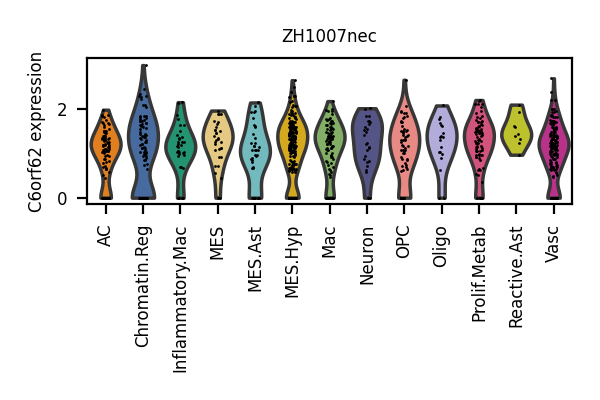 ZH1007nec
C6orf62 expression
2
0
AC
Chromatin.Reg
Inflammatory.Mac
MES
MES.Ast
MES.Hyp
Mac
Neuron
OPC
Oligo
Prolif.Metab
Reactive.Ast
Vasc